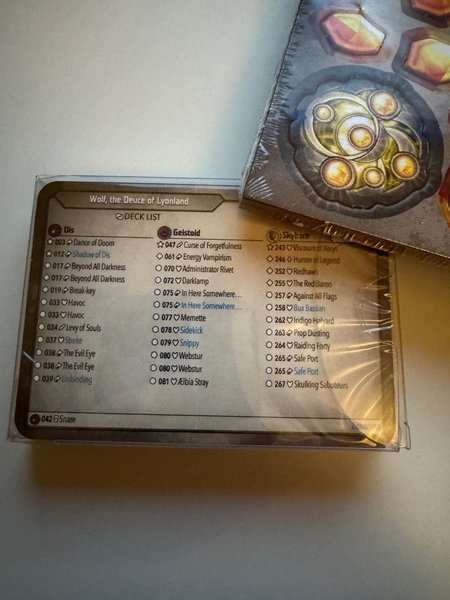 Wolf, the Deuce of Lyonland
DECK LIST
Dis
003 Dance of Doom
012 Shadow of Dis
017 Beyond All Darkness
017 Beyond All Darkness
019 Break-key
033 Havoc
033 Havoc
034 Levy of Souls
037 Streke
038 The Evil Eye
038 The Evil Eye
039 Unbinding
Geistoid
047 Curse of Forgetfulness
061 Energy Vampirism
070 Administrator Rivet
072 Darklamp
075 In Here Somewhere...
075 In Here Somewhere...
077 Memette
078 Sidekick
079 Snippy
080 Webstur
080 Webstur
081 Ælbia Stray
Skyborn
243 Viscount of Aerys
246 Hunter of Legend
252 Redhawk
255 The Red Baron
257 Against All Flags
258 Bux Bastian
262 Indigo Halyard
263 Prop Dusting
264 Raiding Party
265 Safe Port
265 Safe Port
267 Skulking Saboteurs
042 Snare